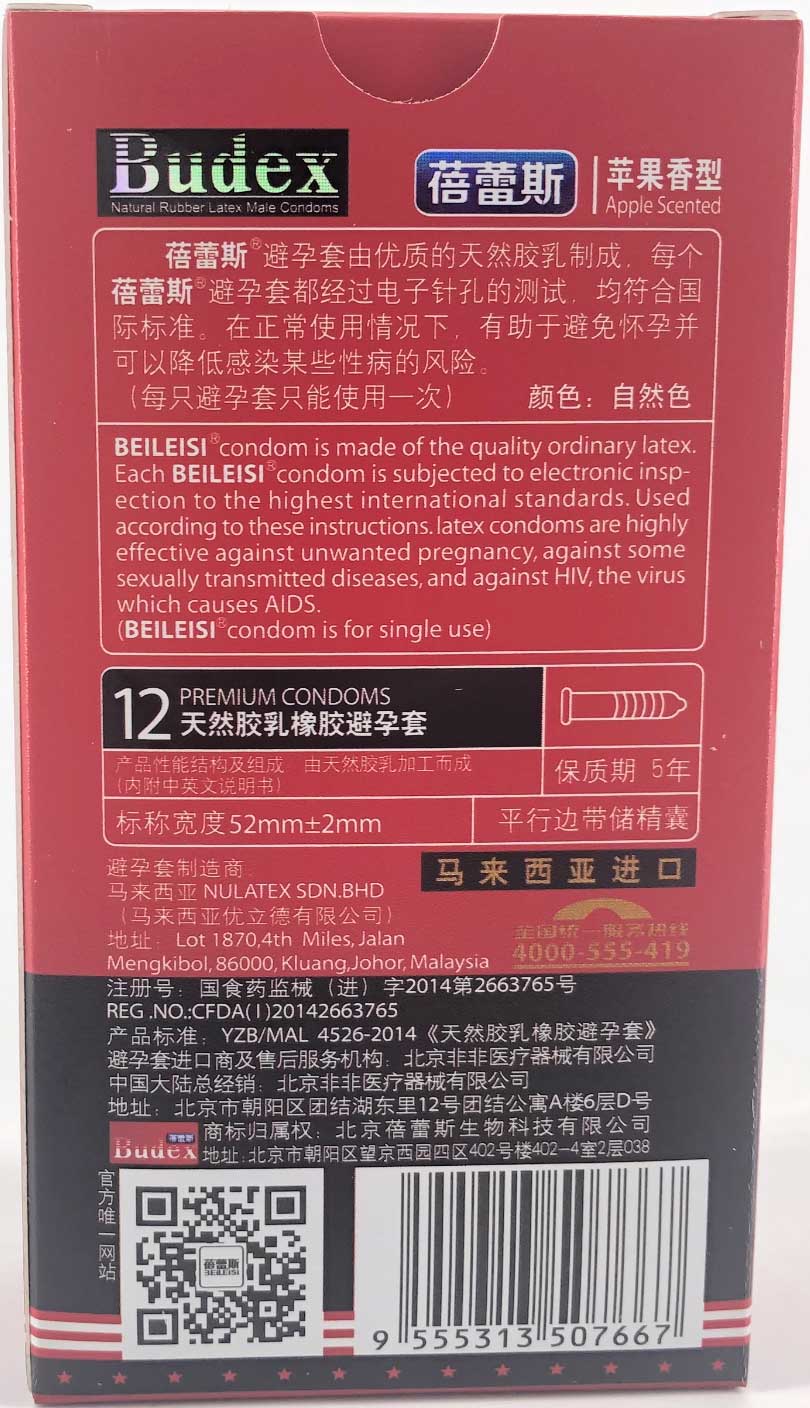 Budex
Natural Rubber Latex Male Condoms
蓓蕾斯
苹果香型
Apple Scented
蓓蕾斯®避孕套由优质的天然胶乳制成，每个
蓓蕾斯®避孕套都经过电子针孔的测试，均符合国
际标准。在正常使用情况下，有助于避免怀孕并
可以降低感染某些性病的风险。
（每只避孕套只能使用一次） 颜色：自然色
BEILEISI®condom is made of the quality ordinary latex.
Each BEILEISI®condom is subjected to electronic insp-
ection to the highest international standards. Used
according to these instructions. latex condoms are highly
effective against unwanted pregnancy, against some
sexually transmitted diseases, and against HIV, the virus
which causes AIDS.
(BEILEISI®condom is for single use)
12 PREMIUM CONDOMS
天然胶乳橡胶避孕套
产品性能结构及组成：由天然胶乳加工而成
（内附中英文说明书）
保质期 5年
标称宽度52mm±2mm
平行边带储精囊
避孕套制造商：
马来西亚 NULATEX SDN.BHD
（马来西亚优立德有限公司）
地址：Lot 1870,4th Miles, Jalan
Mengkibol, 86000, Kluang,Johor, Malaysia
马来西亚进口
全国统一服务热线
4000-555-419
注册号：国食药监械（进）字2014第2663765号
REG .NO.:CFDA(I)20142663765
产品标准：YZB/MAL 4526-2014《天然胶乳橡胶避孕套》
避孕套进口商及售后服务机构：北京非非医疗器械有限公司
中国大陆总经销：北京非非医疗器械有限公司
地址：北京市朝阳区团结湖东里12号团结公寓A楼6层D号
Budex 蓓蕾斯 商标归属权：北京蓓蕾斯生物科技有限公司
地址：北京市朝阳区望京西园四区402号楼402-4室2层038
官方唯一网站
蓓蕾斯
BEILEISI
9 555313 507667